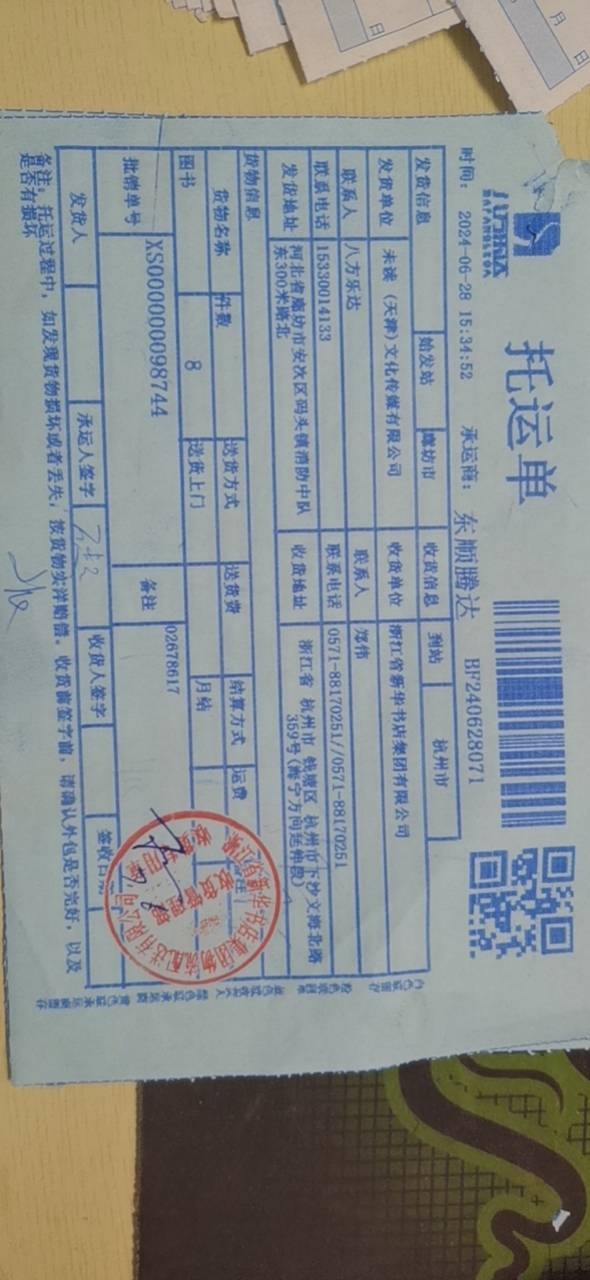 八方乐达
BAFANGLEDA
托运单
时间: 2024-06-28 15:34:52 承运商: 东顺腾达 BF240628071
发货信息 始发站 廊坊市 收货信息 到站 杭州市
发货单位 未读（天津）文化传媒有限公司 收货单位 浙江省新华书店集团有限公司
联系人 八方乐达 联系人 郑伟
联系电话 15330014133 联系电话 0571-88170251//0571-88170251
发货地址 河北省廊坊市安次区码头镇消防中队东300米路北 收货地址 浙江省 杭州市 钱塘区 杭州市下沙文海北路359号(海宁方向延伸段)
货物信息
货物名称 件数 送货方式 送货费 结算方式 运费 备注
图书 8 送货上门 月结
批销单号 XS000000098744 备注 02678617
发货人 承运人签字 收货人签字 签收日期
备注: 托运过程中, 如发现货物损坏或者丢失, 按货物实洋赔偿。收货前签字前, 请确认外包是否完好, 以及
是否有损坏